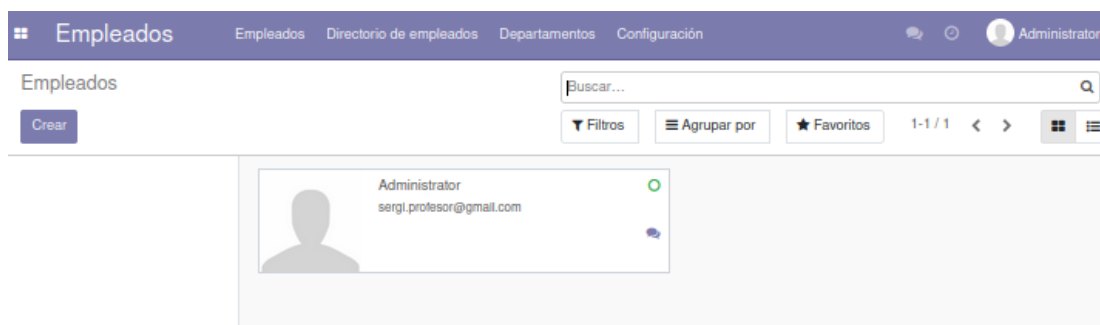 Empleados Empleados Directorio de empleados Departamentos Configuración Administrator
Empleados Buscar...
Crear Filtros Agrupar por Favoritos 1-1 / 1
Administrator
sergi.profesor@gmail.com